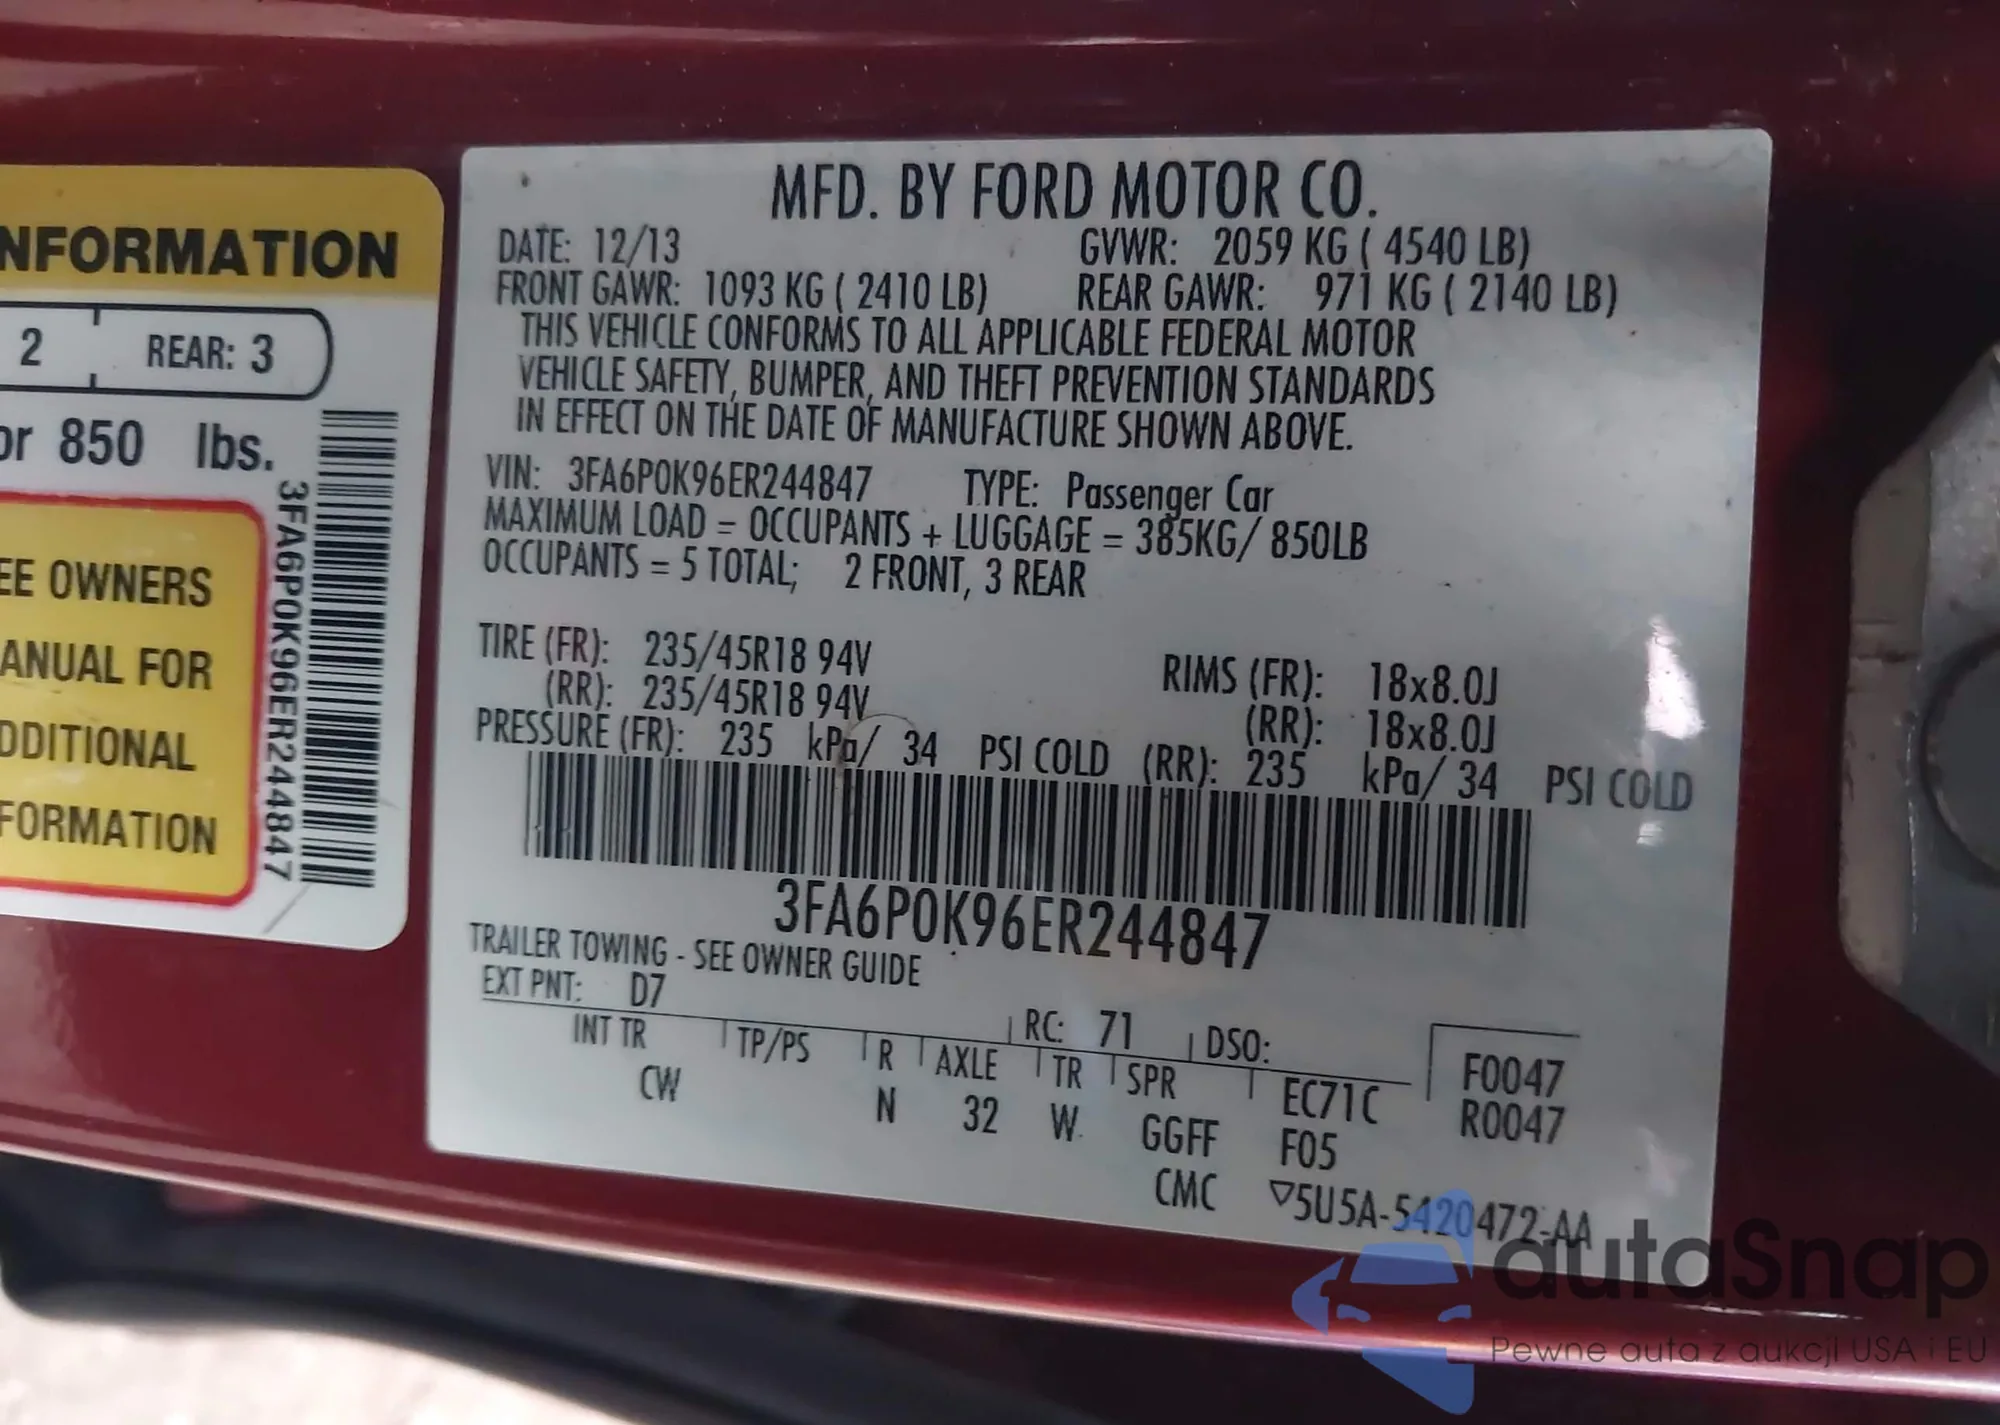 NFORMATION
2 REAR: 3
or 850 lbs.
EE OWNERS
ANUAL FOR
DDITIONAL
FORMATION
3FA6P0K96ER244847
MFD. BY FORD MOTOR CO.
DATE: 12/13 GVWR: 2059 KG ( 4540 LB)
FRONT GAWR: 1093 KG ( 2410 LB) REAR GAWR: 971 KG ( 2140 LB)
THIS VEHICLE CONFORMS TO ALL APPLICABLE FEDERAL MOTOR
VEHICLE SAFETY, BUMPER, AND THEFT PREVENTION STANDARDS
IN EFFECT ON THE DATE OF MANUFACTURE SHOWN ABOVE.
VIN: 3FA6P0K96ER244847 TYPE: Passenger Car
MAXIMUM LOAD = OCCUPANTS + LUGGAGE = 385KG/ 850LB
OCCUPANTS = 5 TOTAL; 2 FRONT, 3 REAR
TIRE (FR): 235/45R18 94V RIMS (FR): 18x8.0J
(RR): 235/45R18 94V (RR): 18x8.0J
PRESSURE (FR): 235 kPa/ 34 PSI COLD (RR): 235 kPa/ 34 PSI COLD
3FA6P0K96ER244847
TRAILER TOWING - SEE OWNER GUIDE
EXT PNT: D7 RC: 71 DSO: F0047
INT TR TP/PS R AXLE TR SPR EC71C R0047
CW N 32 W GGFF F05
CMC ▽5U5A-5420472-AA
autaSnap
Pewne auta z aukcji USA i EU